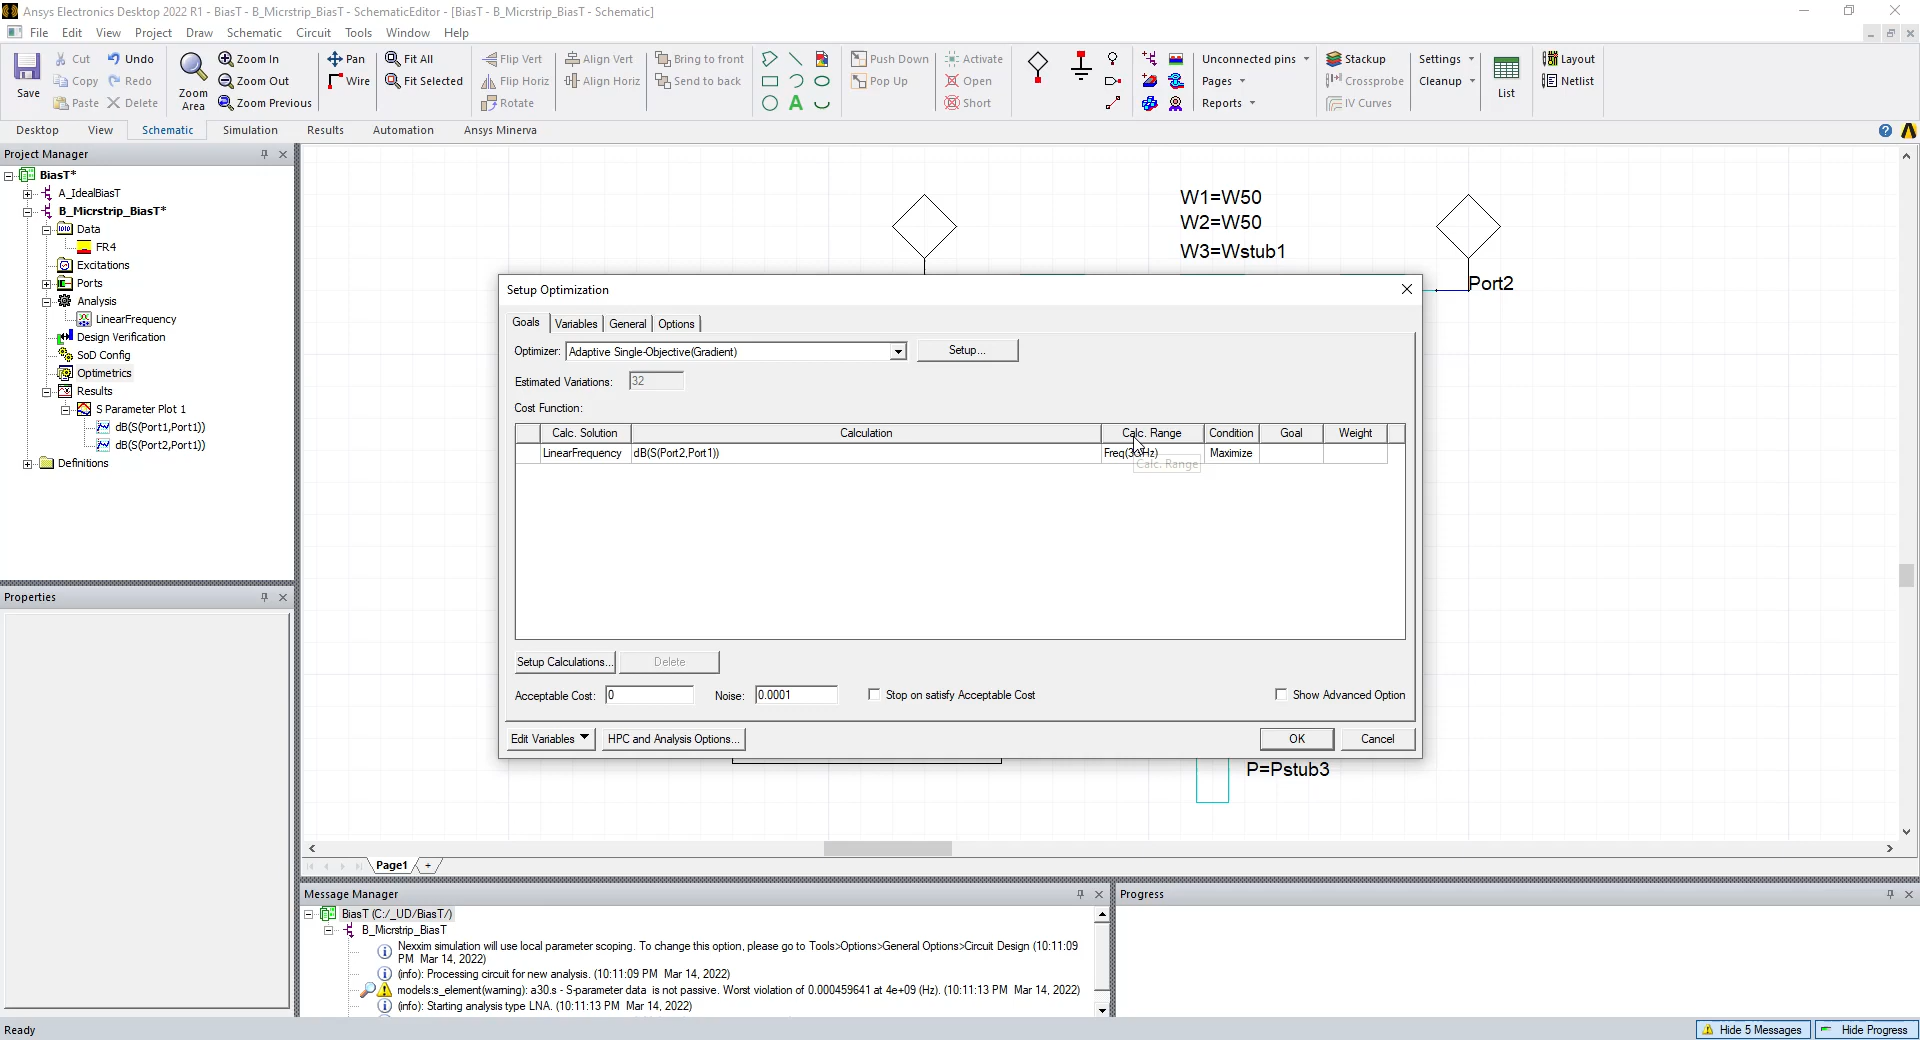 Ansys Electronics Desktop 2022 R1 - BiasT - B_Micrstrip_BiasT - SchematicEditor - [BiasT - B_Micrstrip_BiasT - Schematic]
File Edit View Project Draw Schematic Circuit Tools Window Help
Save
Cut
Copy
Paste
Undo
Redo
Delete
Zoom Area
Zoom In
Zoom Out
Zoom Previous
Pan
Wire
Fit All
Fit Selected
Flip Vert
Flip Horiz
Rotate
Align Vert
Align Horiz
Bring to front
Send to back
Push Down
Pop Up
Activate
Open
Short
Unconnected pins
Pages
Reports
Stackup
Crossprobe
IV Curves
Settings
Cleanup
List
Layout
Netlist
Desktop View Schematic Simulation Results Automation Ansys Minerva
Project Manager
BiasT*
A_IdealBiasT
B_Micrstrip_BiasT*
Data
FR4
Excitations
Ports
Analysis
LinearFrequency
Design Verification
SoD Config
Optimetrics
Results
S Parameter Plot 1
dB(S(Port1,Port1))
dB(S(Port2,Port1))
Definitions
Properties
W1=W50
W2=W50
W3=Wstub1
Port2
Setup Optimization
Goals Variables General Options
Optimizer: Adaptive Single-Objective(Gradient) Setup...
Estimated Variations: 32
Cost Function:
Calc. Solution Calculation Calc. Range Condition Goal Weight
LinearFrequency dB(S(Port2,Port1)) Maximize
Calc. Range
Setup Calculations... Delete
Acceptable Cost: 0 Noise: 0.0001 Stop on satisfy Acceptable Cost Show Advanced Option
Edit Variables HPC and Analysis Options... OK Cancel
P=Pstub3
Page1 +
Message Manager
BiasT (C:/_UD/BiasT/)
B_Micrstrip_BiasT
Nexxim simulation will use local parameter scoping. To change this option, please go to Tools>Options>General Options>Circuit Design (10:11:09
PM Mar 14, 2022)
(info): Processing circuit for new analysis. (10:11:09 PM Mar 14, 2022)
models:s_element(warning): a30.s - S-parameter data is not passive. Worst violation of 0.000459641 at 4e+09 (Hz). (10:11:13 PM Mar 14, 2022)
(info): Starting analysis type LNA. (10:11:13 PM Mar 14, 2022)
Progress
Ready
Hide 5 Messages Hide Progress